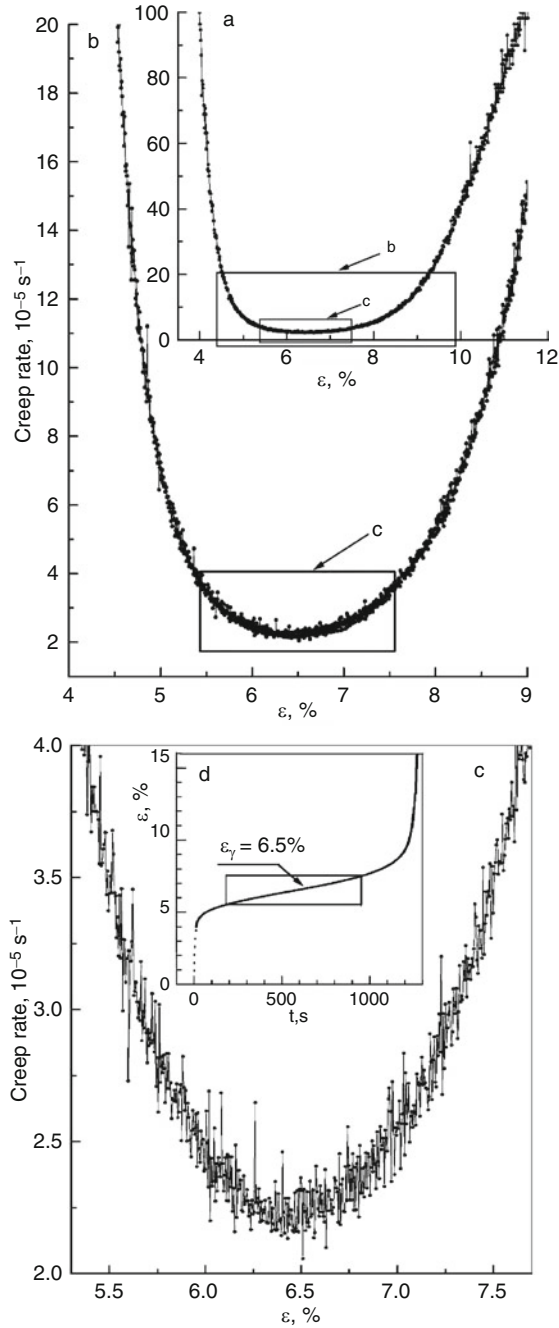 b
a
Creep rate, 10⁻⁵ s⁻¹
20
18
16
14
12
10
8
6
4
2
100
80
60
40
20
0
b
c
4 6 8 10 12
ε, %
c
4 5 6 7 8 9
ε, %
d
c
Creep rate, 10⁻⁵ s⁻¹
4.0
3.5
3.0
2.5
2.0
ε, %
15
10
5
0
εγ = 6.5%
0 500 1000
t,s
5.5 6.0 6.5 7.0 7.5
ε, %